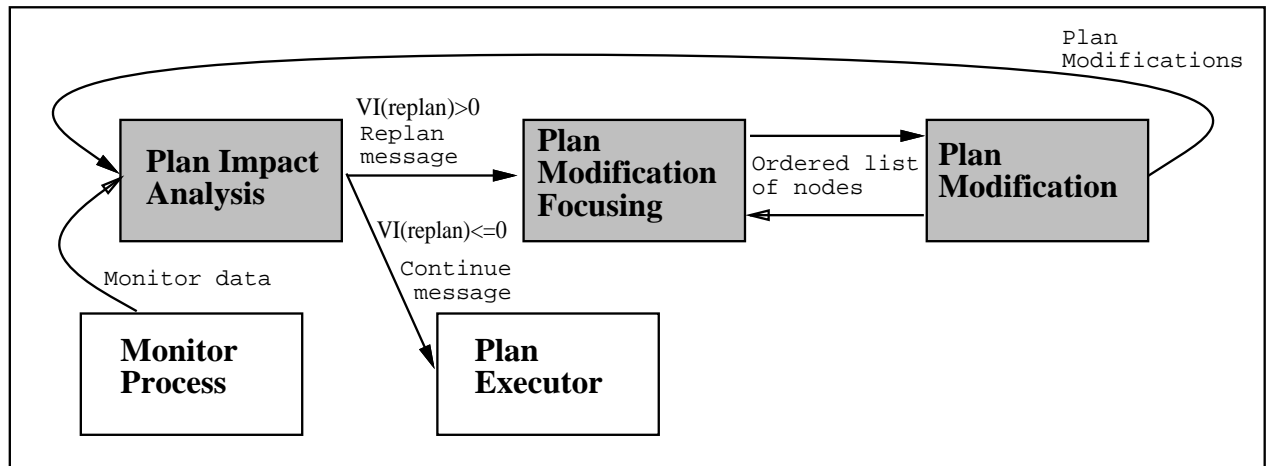 Plan
Modifications
VI(replan)>0
Replan
message
Plan Impact
Analysis
Plan
Modification
Focusing
Ordered list
of nodes
Plan
Modification
VI(replan)<=0
Continue
message
Monitor data
Monitor
Process
Plan
Executor